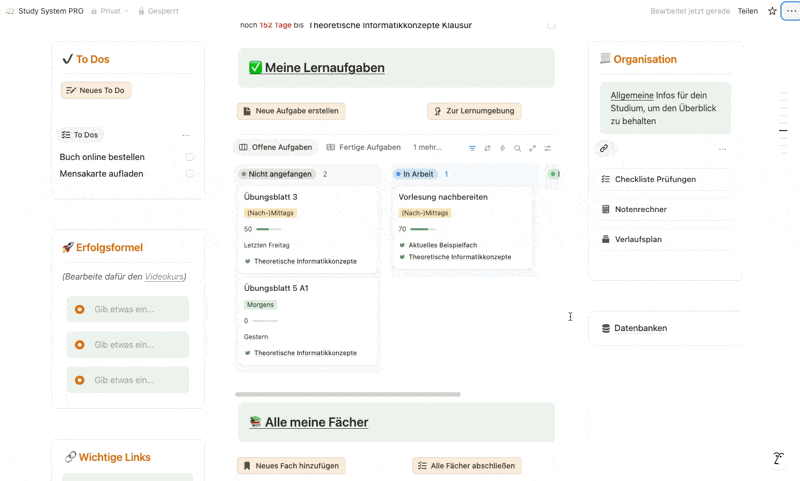 Study System PRO
Privat
Gesperrt
Bearbeitet jetzt gerade
Teilen
noch 152 Tage bis Theoretische Informatikkonzepte Klausur
To Dos
Neues To Do
To Dos
Buch online bestellen
Mensakarte aufladen
Erfolgsformel
(Bearbeite dafür den Videokurs)
Gib etwas ein...
Gib etwas ein...
Gib etwas ein...
Wichtige Links
Meine Lernaufgaben
Neue Aufgabe erstellen
Zur Lernumgebung
Offene Aufgaben
Fertige Aufgaben
1 mehr...
Nicht angefangen 2
Übungsblatt 3
(Nach-)Mittags
50
Letzten Freitag
Theoretische Informatikkonzepte
Übungsblatt 5 A1
Morgens
0
Gestern
Theoretische Informatikkonzepte
In Arbeit 1
Vorlesung nachbereiten
(Nach-)Mittags
70
Aktuelles Beispielfach
Theoretische Informatikkonzepte
Alle meine Fächer
Neues Fach hinzufügen
Alle Fächer abschließen
Organisation
Allgemeine Infos für dein
Studium, um den Überblick
zu behalten
Checkliste Prüfungen
Notenrechner
Verlaufsplan
Datenbanken